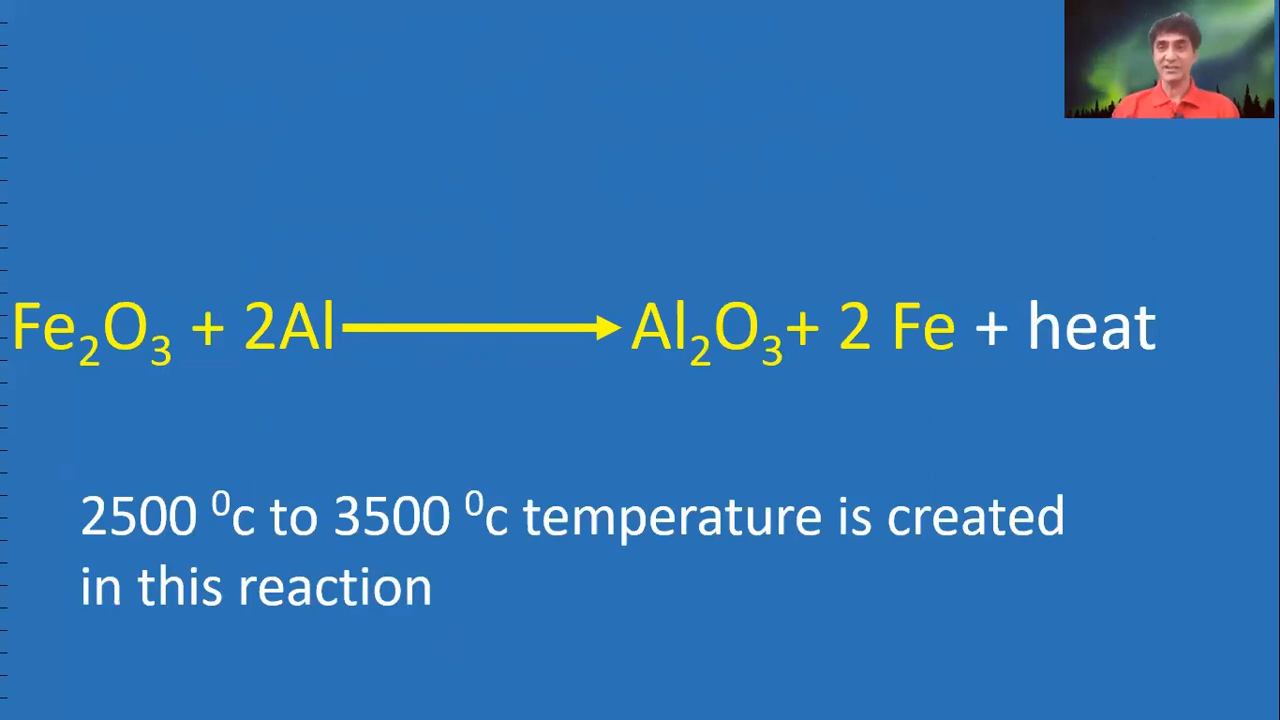 Fe₂O₃ + 2Al ⟶ Al₂O₃+ 2 Fe + heat
2500 ⁰c to 3500 ⁰c temperature is created
in this reaction